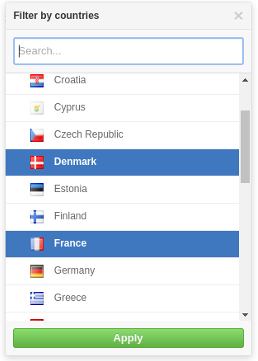 Filter by countries
Search...
Croatia
Cyprus
Czech Republic
Denmark
Estonia
Finland
France
Germany
Greece
Apply